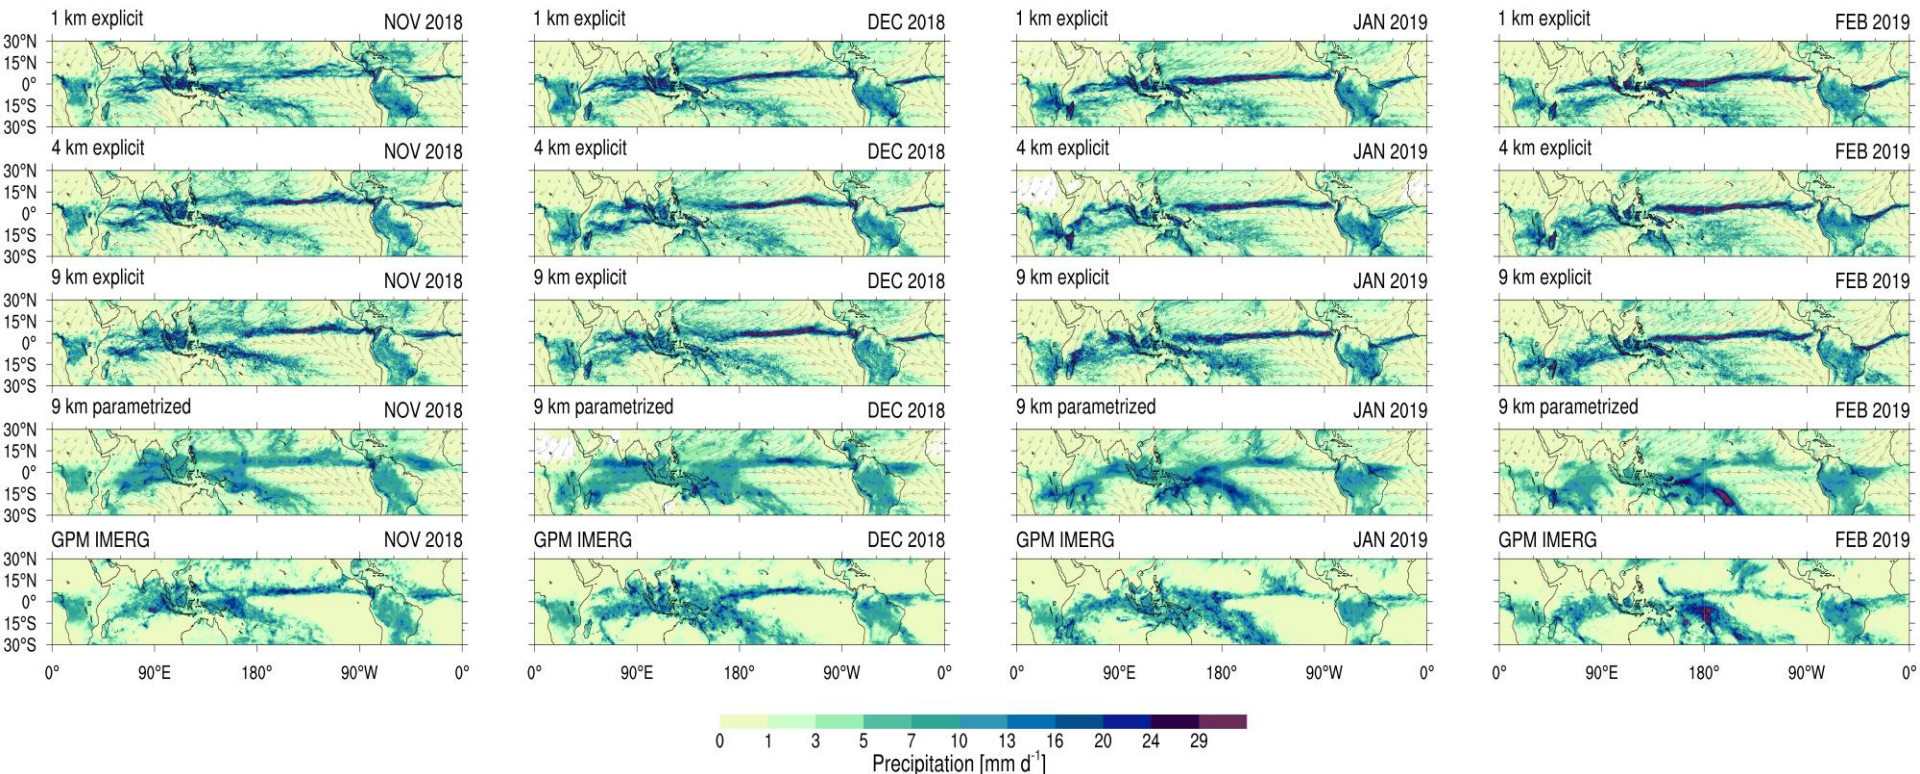 1 km explicit NOV 2018 1 km explicit DEC 2018 1 km explicit JAN 2019 1 km explicit FEB 2019
30°N
15°N
0°
15°S
30°S
4 km explicit NOV 2018 4 km explicit DEC 2018 4 km explicit JAN 2019 4 km explicit FEB 2019
30°N
15°N
0°
15°S
30°S
9 km explicit NOV 2018 9 km explicit DEC 2018 9 km explicit JAN 2019 9 km explicit FEB 2019
30°N
15°N
0°
15°S
30°S
9 km parametrized NOV 2018 9 km parametrized DEC 2018 9 km parametrized JAN 2019 9 km parametrized FEB 2019
30°N
15°N
0°
15°S
30°S
GPM IMERG NOV 2018 GPM IMERG DEC 2018 GPM IMERG JAN 2019 GPM IMERG FEB 2019
30°N
15°N
0°
15°S
30°S
0° 90°E 180° 90°W 0° 0° 90°E 180° 90°W 0° 0° 90°E 180° 90°W 0° 0° 90°E 180° 90°W 0°
0 1 3 5 7 10 13 16 20 24 29
Precipitation [mm d⁻¹]